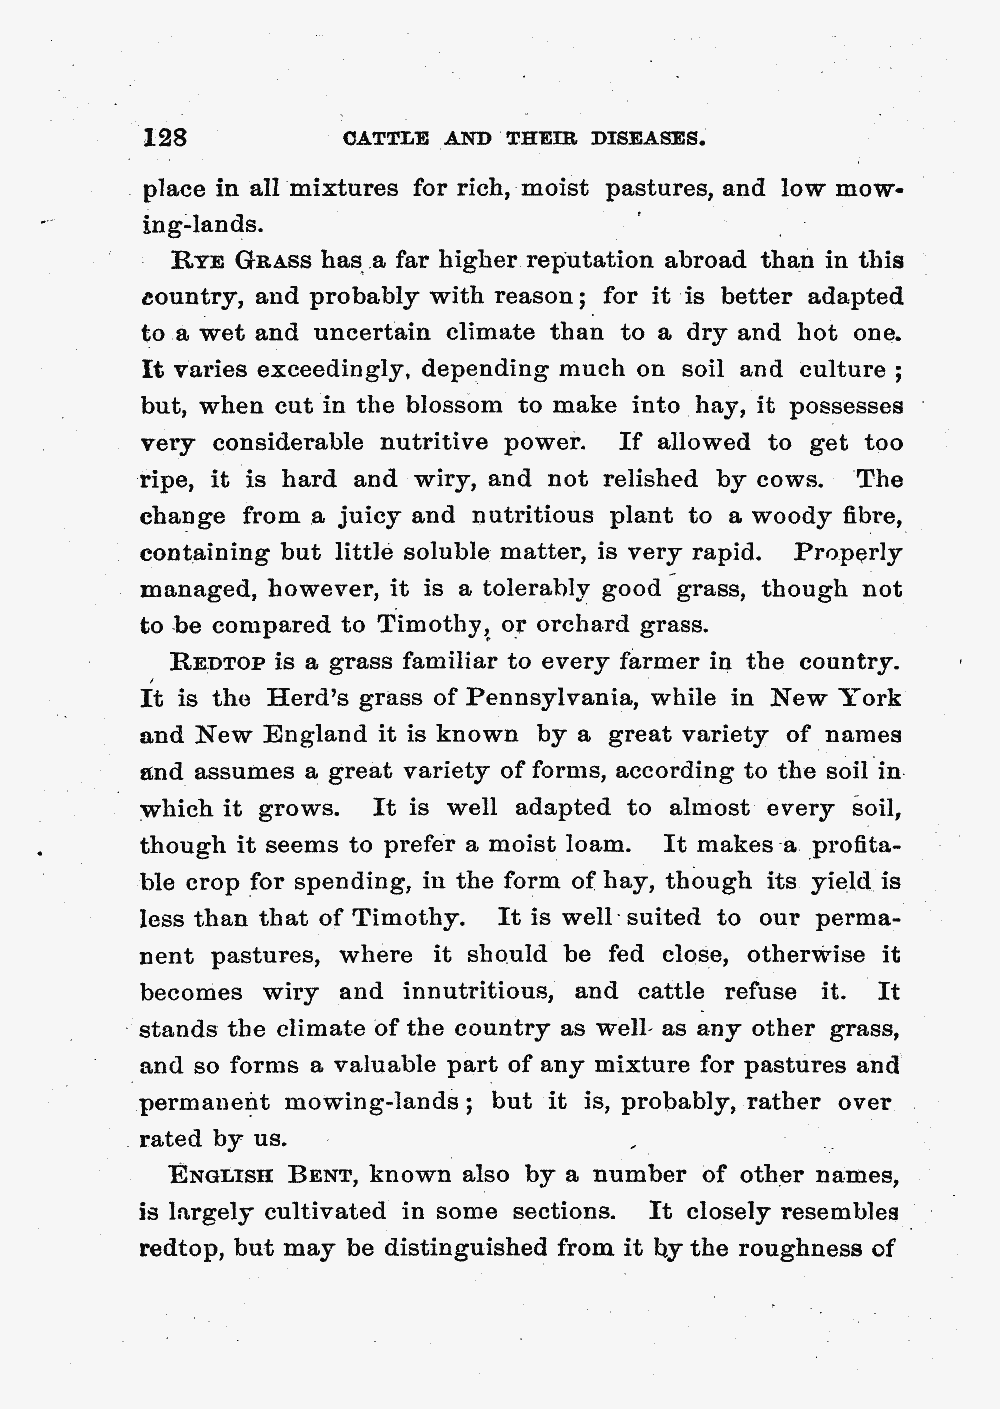 128 CATTLE AND THEIR DISEASES.
place in all mixtures for rich, moist pastures, and low mow-
ing-lands.
RYE GRASS has a far higher reputation abroad than in this
country, and probably with reason; for it is better adapted
to a wet and uncertain climate than to a dry and hot one.
It varies exceedingly, depending much on soil and culture ;
but, when cut in the blossom to make into hay, it possesses
very considerable nutritive power. If allowed to get too
ripe, it is hard and wiry, and not relished by cows. The
change from a juicy and nutritious plant to a woody fibre,
containing but little soluble matter, is very rapid. Properly
managed, however, it is a tolerably good grass, though not
to be compared to Timothy, or orchard grass.
REDTOP is a grass familiar to every farmer in the country.
It is the Herd's grass of Pennsylvania, while in New York
and New England it is known by a great variety of names
and assumes a great variety of forms, according to the soil in
which it grows. It is well adapted to almost every soil,
though it seems to prefer a moist loam. It makes a profita-
ble crop for spending, in the form of hay, though its yield is
less than that of Timothy. It is well suited to our perma-
nent pastures, where it should be fed close, otherwise it
becomes wiry and innutritious, and cattle refuse it. It
stands the climate of the country as well as any other grass,
and so forms a valuable part of any mixture for pastures and
permanent mowing-lands ; but it is, probably, rather over
rated by us.
ENGLISH BENT, known also by a number of other names,
is largely cultivated in some sections. It closely resembles
redtop, but may be distinguished from it by the roughness of